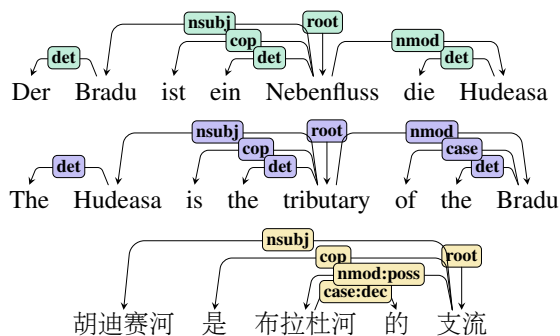 nsubj root
cop nmod
det det det
Der Bradu ist ein Nebenfluss die Hudeasa
nsubj root nmod
cop case
det det det
The Hudeasa is the tributary of the Bradu
nsubj
cop root
nmod:poss
case:dec
胡迪赛河 是 布拉杜河 的 支流